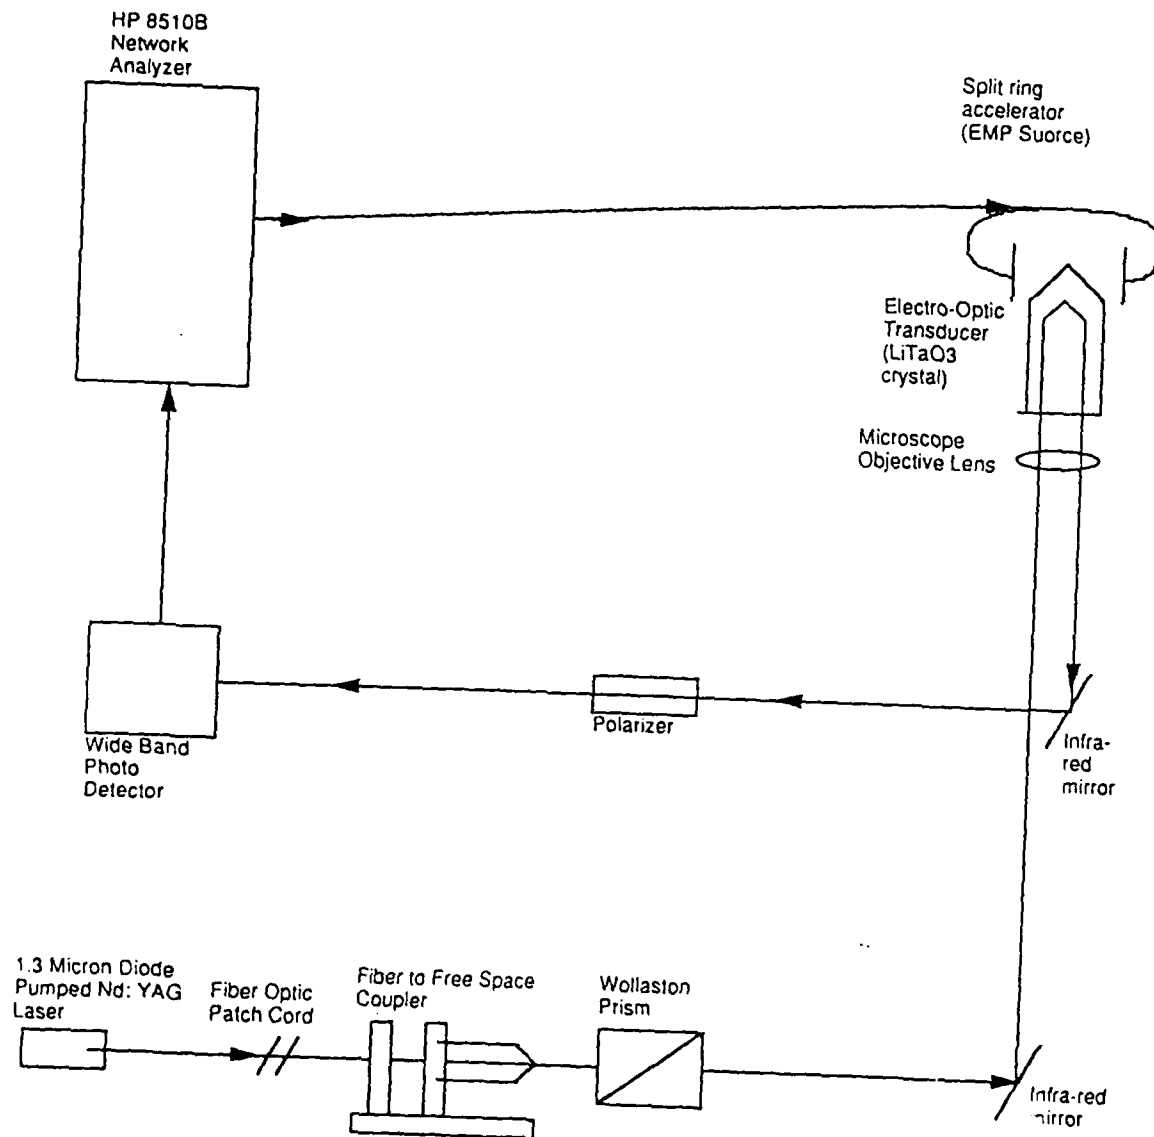 HP 8510B
Network
Analyzer
Split ring
accelerator
(EMP Suorce)
Electro-Optic
Transducer
(LiTaO3
crystal)
Microscope
Objective Lens
Polarizer
Wide Band
Photo
Detector
Infra-
red
mirror
1.3 Micron Diode
Pumped Nd: YAG
Laser
Fiber Optic
Patch Cord
Fiber to Free Space
Coupler
Wollaston
Prism
Infra-red
mirror